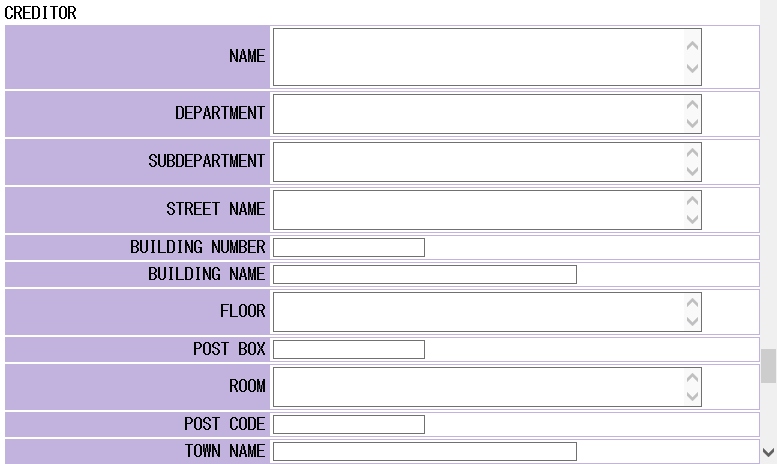 CREDITOR
NAME
DEPARTMENT
SUBDEPARTMENT
STREET NAME
BUILDING NUMBER
BUILDING NAME
FLOOR
POST BOX
ROOM
POST CODE
TOWN NAME